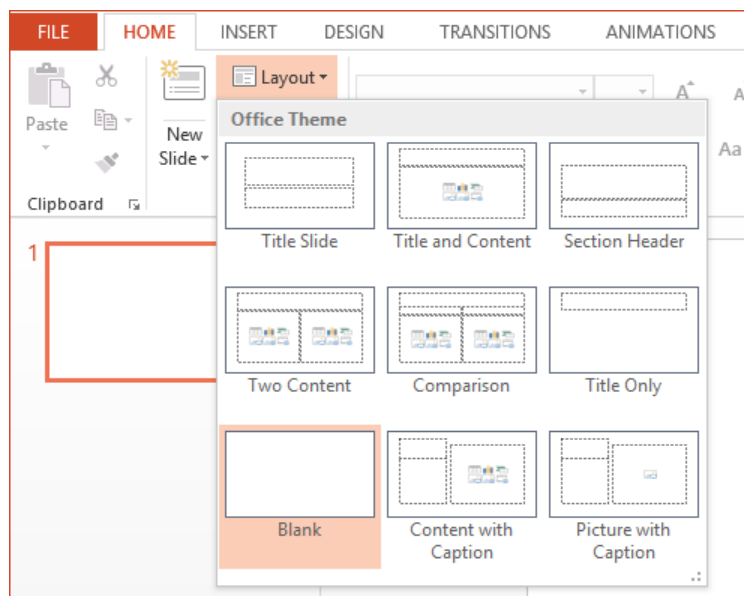 FILE HOME INSERT DESIGN TRANSITIONS ANIMATIONS
Layout
Paste
New
Slide
A A
Aa
Clipboard
Office Theme
Title Slide Title and Content Section Header
1
Two Content Comparison Title Only
Blank Content with Picture with
Caption Caption